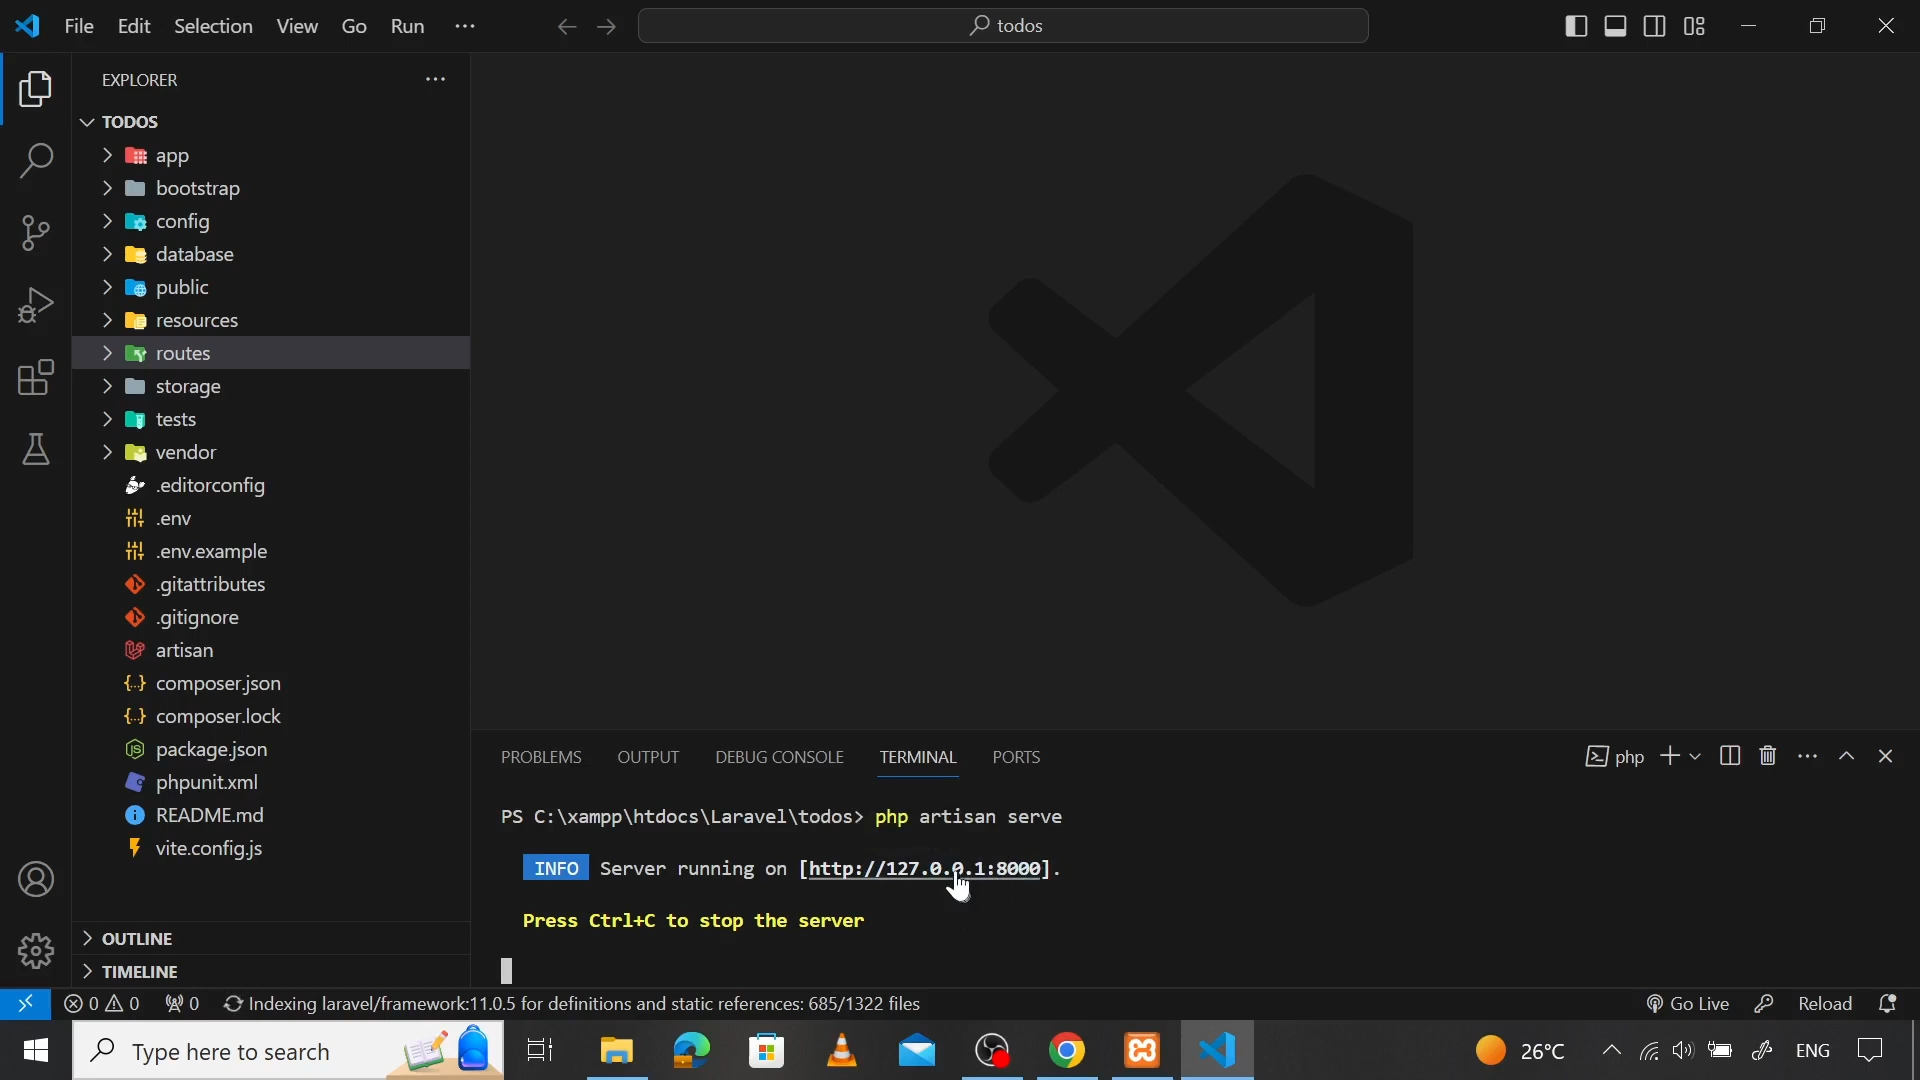 File Edit Selection View Go Run ···
todos
EXPLORER
TODOS
app
bootstrap
config
database
public
resources
routes
storage
tests
vendor
.editorconfig
.env
.env.example
.gitattributes
.gitignore
artisan
composer.json
composer.lock
package.json
phpunit.xml
README.md
vite.config.js
OUTLINE
TIMELINE
PROBLEMS OUTPUT DEBUG CONSOLE TERMINAL PORTS
php
PS C:\xampp\htdocs\Laravel\todos> php artisan serve
INFO Server running on [http://127.0.0.1:8000].
Press Ctrl+C to stop the server
0 0 0 Indexing laravel/framework:11.0.5 for definitions and static references: 685/1322 files
Go Live Reload
Type here to search
26°C ENG